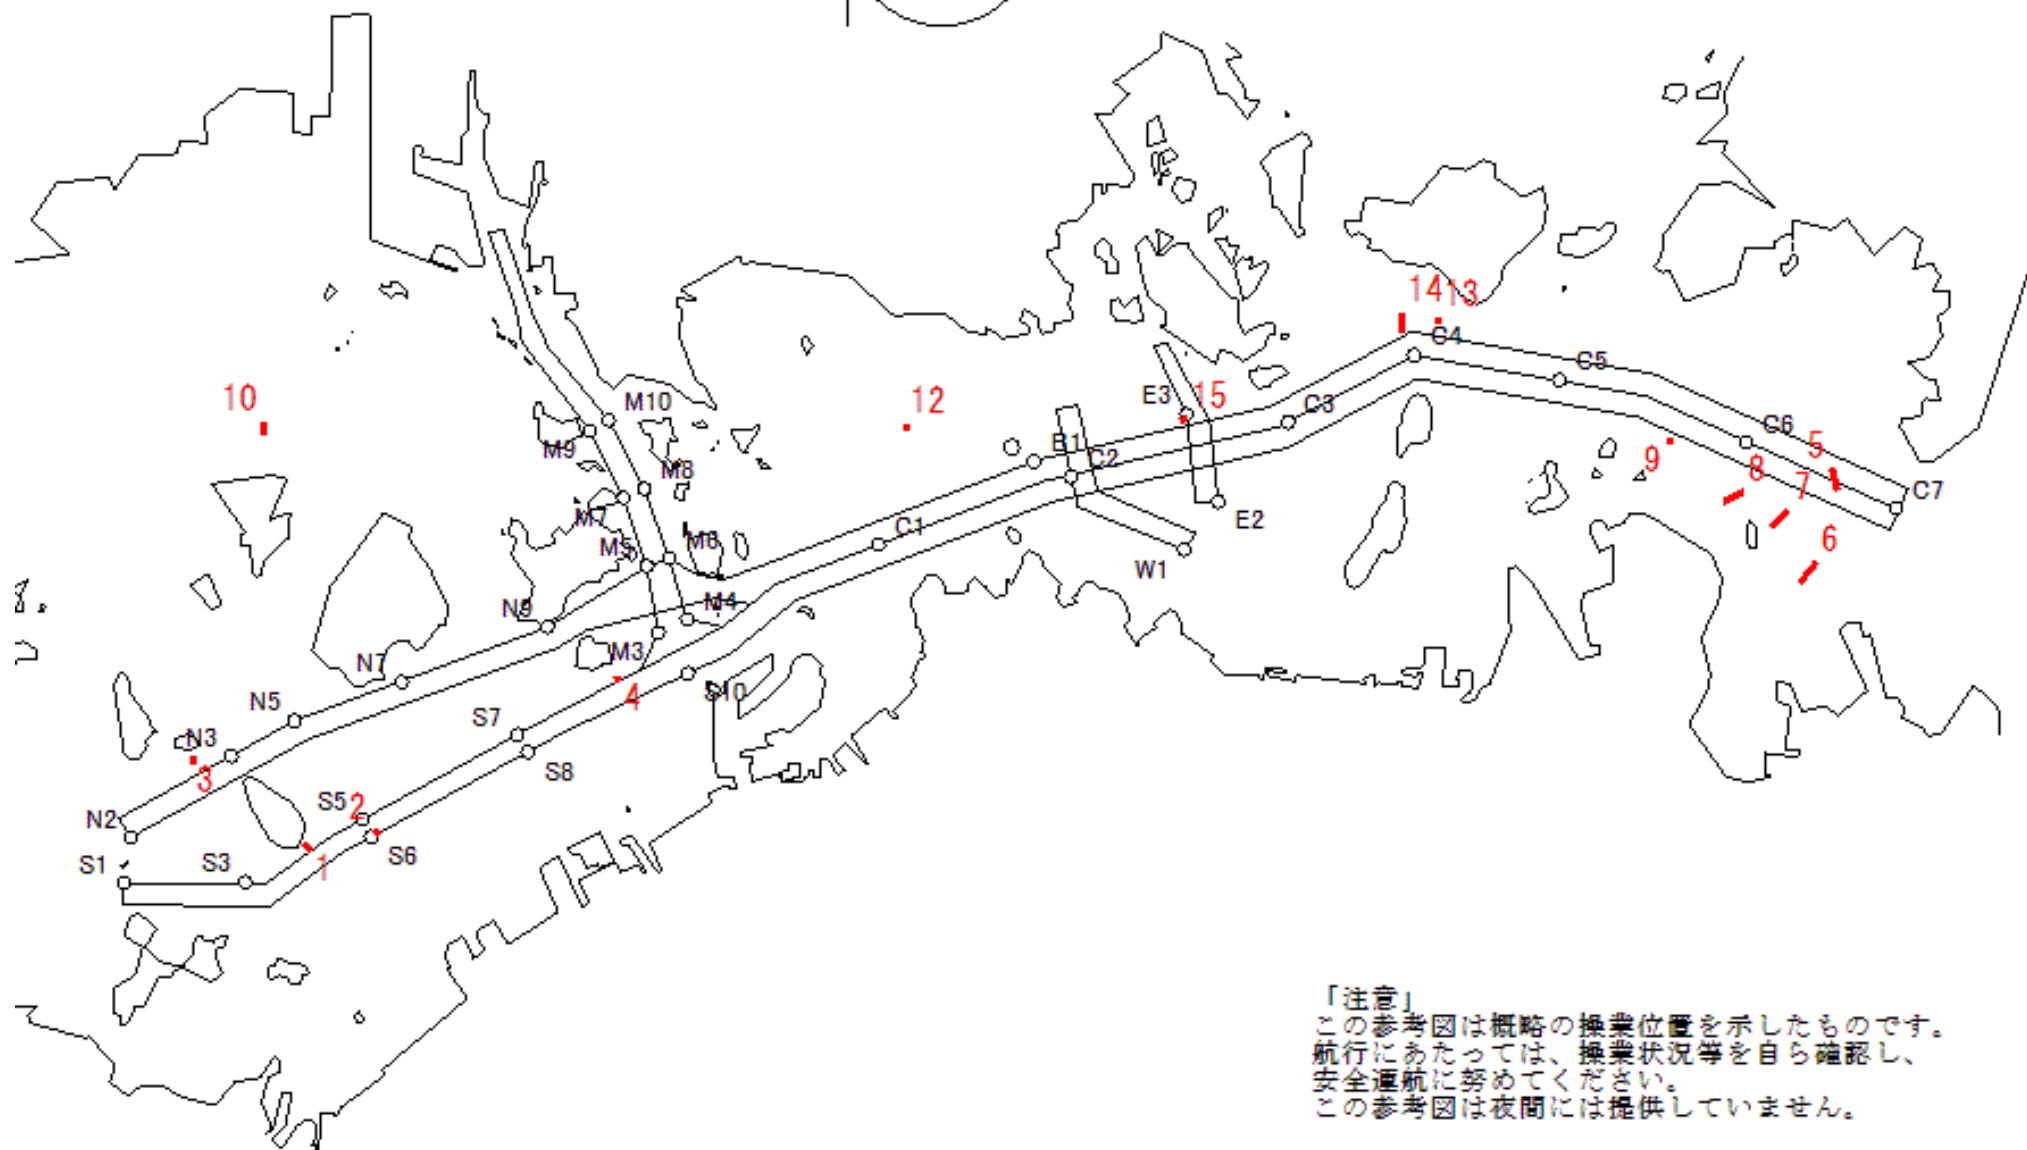 14 13
C4
C5
10
M10
12
E3
15
C3
C6
5
M9
B1
C2
M8
9
8
7
C7
M7
E2
C1
M5
M6
6
W1
N9
M4
N7
M3
4
S10
N5
S7
N3
3
S8
S5
2
N2
S6
S1
S3
1
「注意」
この参考図は概略の操業位置を示したものです。
航行にあたっては、操業状況等を自ら確認し、
安全運航に努めてください。
この参考図は夜間には提供していません。